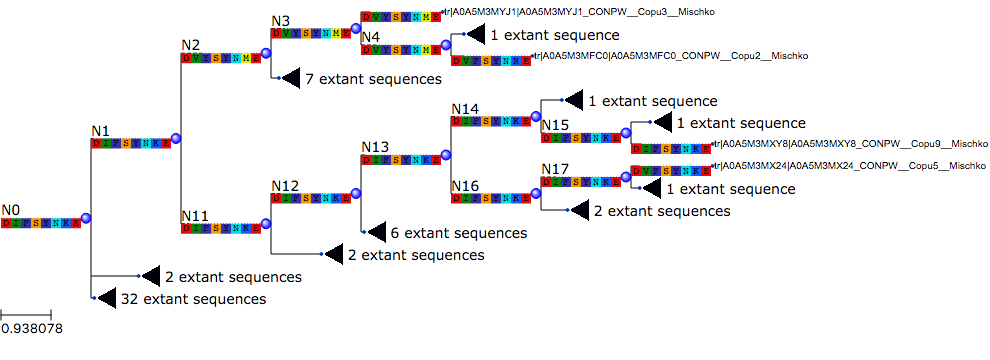 DVYSYNME tr|A0A5M3MYJ1|A0A5M3MYJ1_CONPW__Copu3__Mischko
N3
DVYSYNME
1 extant sequence
N4
DVYSYNME
N2
DVYSYNME
DVFSYNRE tr|A0A5M3MFC0|A0A5M3MFC0_CONPW__Copu2__Mischko
7 extant sequences
1 extant sequence
N14
DIFSYNKE
1 extant sequence
N15
DIFSYNKE
N1
DIFSYNKE
DIFSYNKE tr|A0A5M3MXY8|A0A5M3MXY8_CONPW__Copu9__Mischko
N13
DIFSYNKE
DVFSYNKE tr|A0A5M3MX24|A0A5M3MX24_CONPW__Copu5__Mischko
N17
DIFSYNKE
1 extant sequence
N12
DIFSYNKE
N16
DIFSYNKE
2 extant sequences
N0
DIFSYNKE
N11
DIFSYNKE
6 extant sequences
2 extant sequences
2 extant sequences
32 extant sequences
0.938078